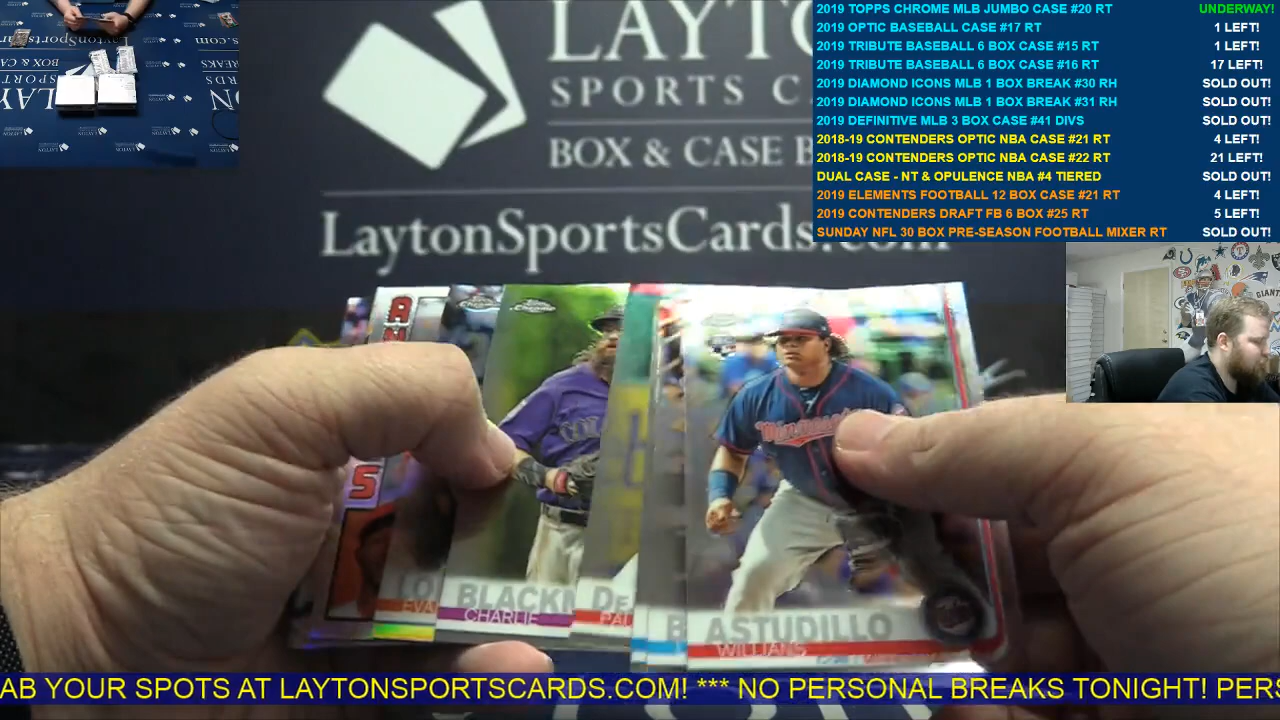 2019 TOPPS CHROME MLB JUMBO CASE #20 RT UNDERWAY!
2019 OPTIC BASEBALL CASE #17 RT 1 LEFT!
2019 TRIBUTE BASEBALL 6 BOX CASE #15 RT 1 LEFT!
2019 TRIBUTE BASEBALL 6 BOX CASE #16 RT 17 LEFT!
2019 DIAMOND ICONS MLB 1 BOX BREAK #30 RH SOLD OUT!
2019 DIAMOND ICONS MLB 1 BOX BREAK #31 RH SOLD OUT!
2019 DEFINITIVE MLB 3 BOX CASE #41 DIVS SOLD OUT!
2018-19 CONTENDERS OPTIC NBA CASE #21 RT 4 LEFT!
2018-19 CONTENDERS OPTIC NBA CASE #22 RT 21 LEFT!
DUAL CASE - NT & OPULENCE NBA #4 TIERED SOLD OUT!
2019 ELEMENTS FOOTBALL 12 BOX CASE #21 RT 4 LEFT!
2019 CONTENDERS DRAFT FB 6 BOX #25 RT 5 LEFT!
SUNDAY NFL 30 BOX PRE-SEASON FOOTBALL MIXER RT SOLD OUT!
LAYTO
SPORTS C
BOX & CASE B
LaytonSportsCards.com
Minnesota
BLACKM
CHARLIE
ASTUDILLO
WILLIANS
AB YOUR SPOTS AT LAYTONSPORTSCARDS.COM! *** NO PERSONAL BREAKS TONIGHT! PERS